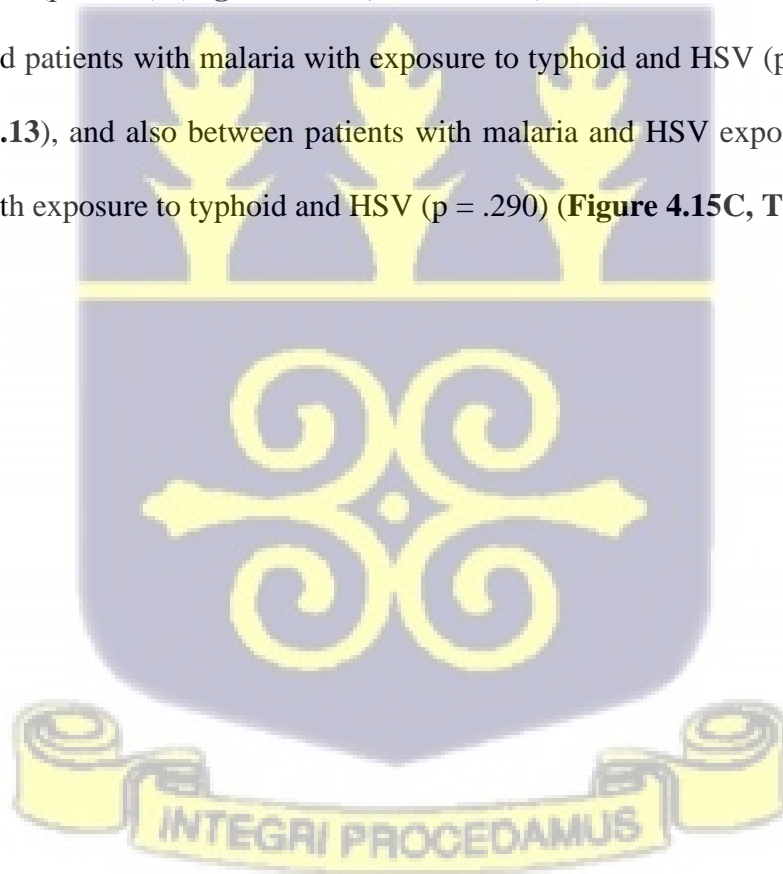 d patients with malaria with exposure to typhoid and HSV (p
.13), and also between patients with malaria and HSV expo
th exposure to typhoid and HSV (p = .290) (Figure 4.15C, T
INTEGRI PROCEDAMUS